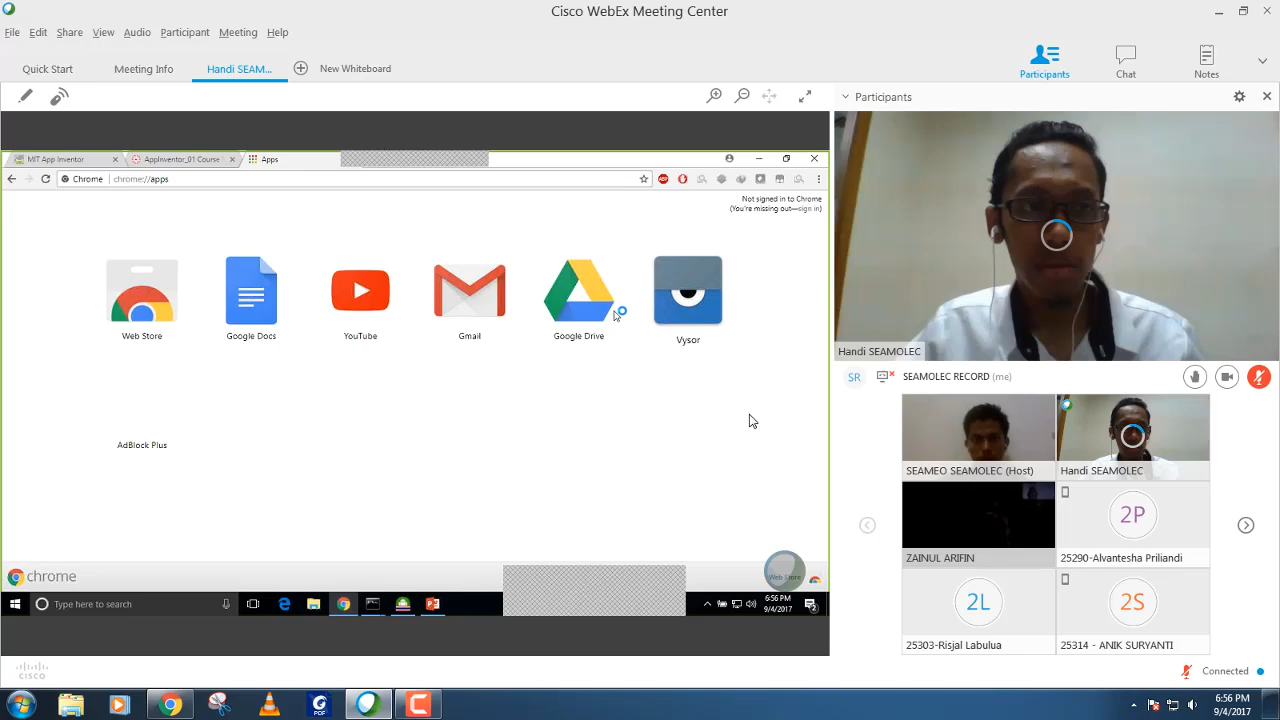 Cisco WebEx Meeting Center
File Edit Share View Audio Participant Meeting Help
Quick Start Meeting Info Handi SEAM... New Whiteboard
Participants Chat Notes
Participants
MIT App Inventor AppInventor_01 Course Apps
Chrome chrome://apps
Not signed in to Chrome
(You're missing out—sign in)
Web Store Google Docs YouTube Gmail Google Drive Vysor
AdBlock Plus
chrome
Web Store
Type here to search
6:56 PM
9/4/2017
2
Handi SEAMOLEC
SR SEAMOLEC RECORD (me)
SEAMEO SEAMOLEC (Host) Handi SEAMOLEC
2P
ZAINUL ARIFIN 25290-Alvantesha Priliandi
2L 2S
25303-Risjal Labulua 25314 - ANIK SURYANTI
cisco
Connected
PDF
6:56 PM
9/4/2017